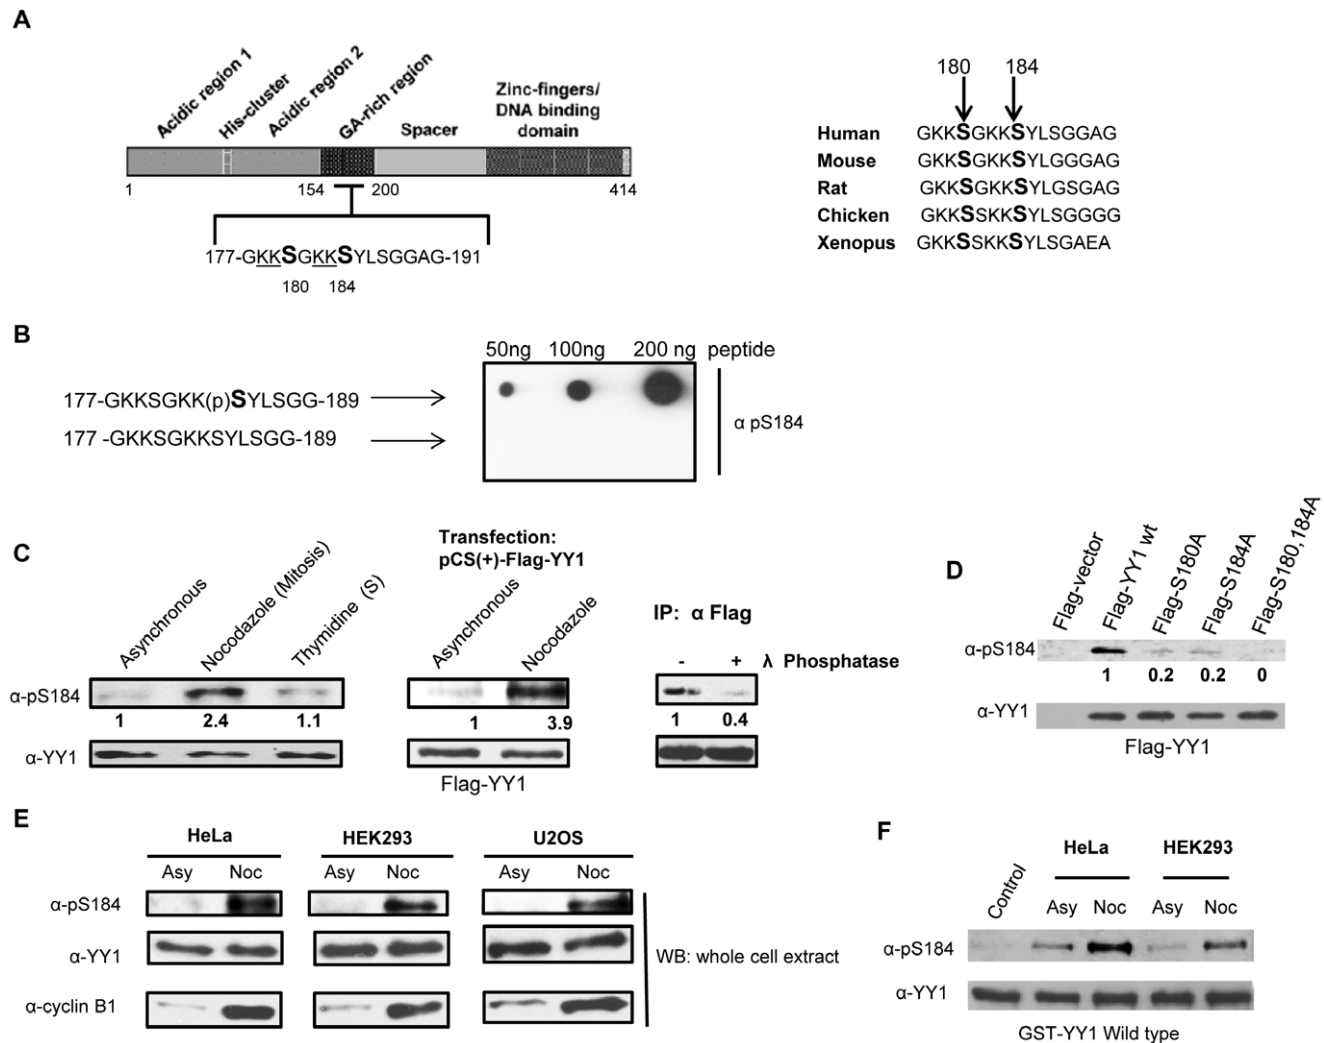 A
Acidic region 1
His-cluster
Acidic region 2
GA-rich region
Spacer
Zinc-fingers/
DNA binding
domain
1
154
200
414
177-GKKSGKKSYLSGGAG-191
180
184
180
184
Human GKKSGKKSYLSGGAG
Mouse GKKSGKKSYLGGGAG
Rat GKKSGKKSYLGSGAG
Chicken GKKSSKKSYLSGGGG
Xenopus GKKSSKKSYLSGAEA
B
50ng 100ng 200 ng peptide
177-GKKSGKK(p)SYLSGG-189
177 -GKKSGKKSYLSGG-189
α pS184
C
Asynchronous
Nocodazole (Mitosis)
Thymidine (S)
α-pS184
1 2.4 1.1
α-YY1
Transfection:
pCS(+)-Flag-YY1
Asynchronous
Nocodazole
1 3.9
Flag-YY1
IP: α Flag
- + λ Phosphatase
1 0.4
D
Flag-vector
Flag-YY1 wt
Flag-S180A
Flag-S184A
Flag-S180,184A
α-pS184
1 0.2 0.2 0
α-YY1
Flag-YY1
E
HeLa HEK293 U2OS
Asy Noc Asy Noc Asy Noc
α-pS184
α-YY1
α-cyclin B1
WB: whole cell extract
F
HeLa HEK293
Control Asy Noc Asy Noc
α-pS184
α-YY1
GST-YY1 Wild type